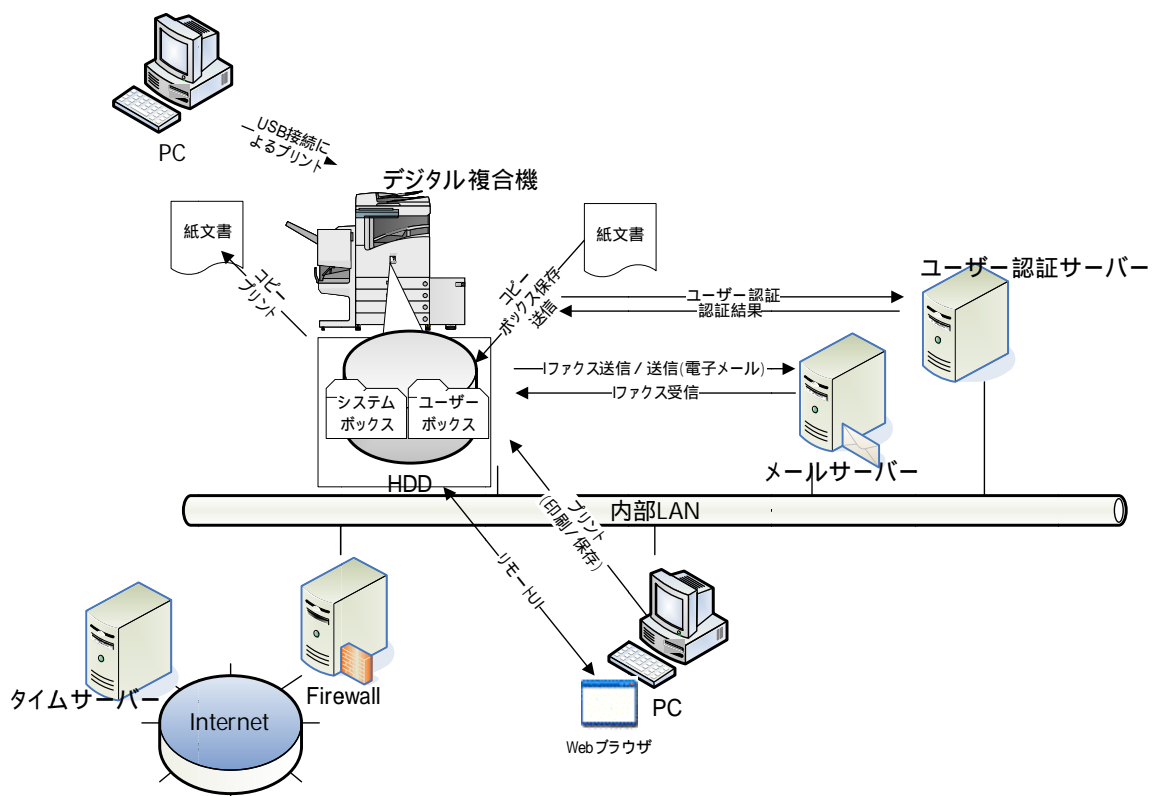 PC
USB接続に
よるプリント
デジタル複合機
紙文書
コピー
プリント
紙文書
コピー
ボックス保存
送信
ユーザー認証サーバー
ユーザー認証
認証結果
Iファクス送信/送信(電子メール)
Iファクス受信
システム
ボックス
ユーザー
ボックス
メールサーバー
HDD
内部LAN
プリント
(印刷/保存)
リモートUI
タイムサーバー
Firewall
Internet
PC
Webブラウザ